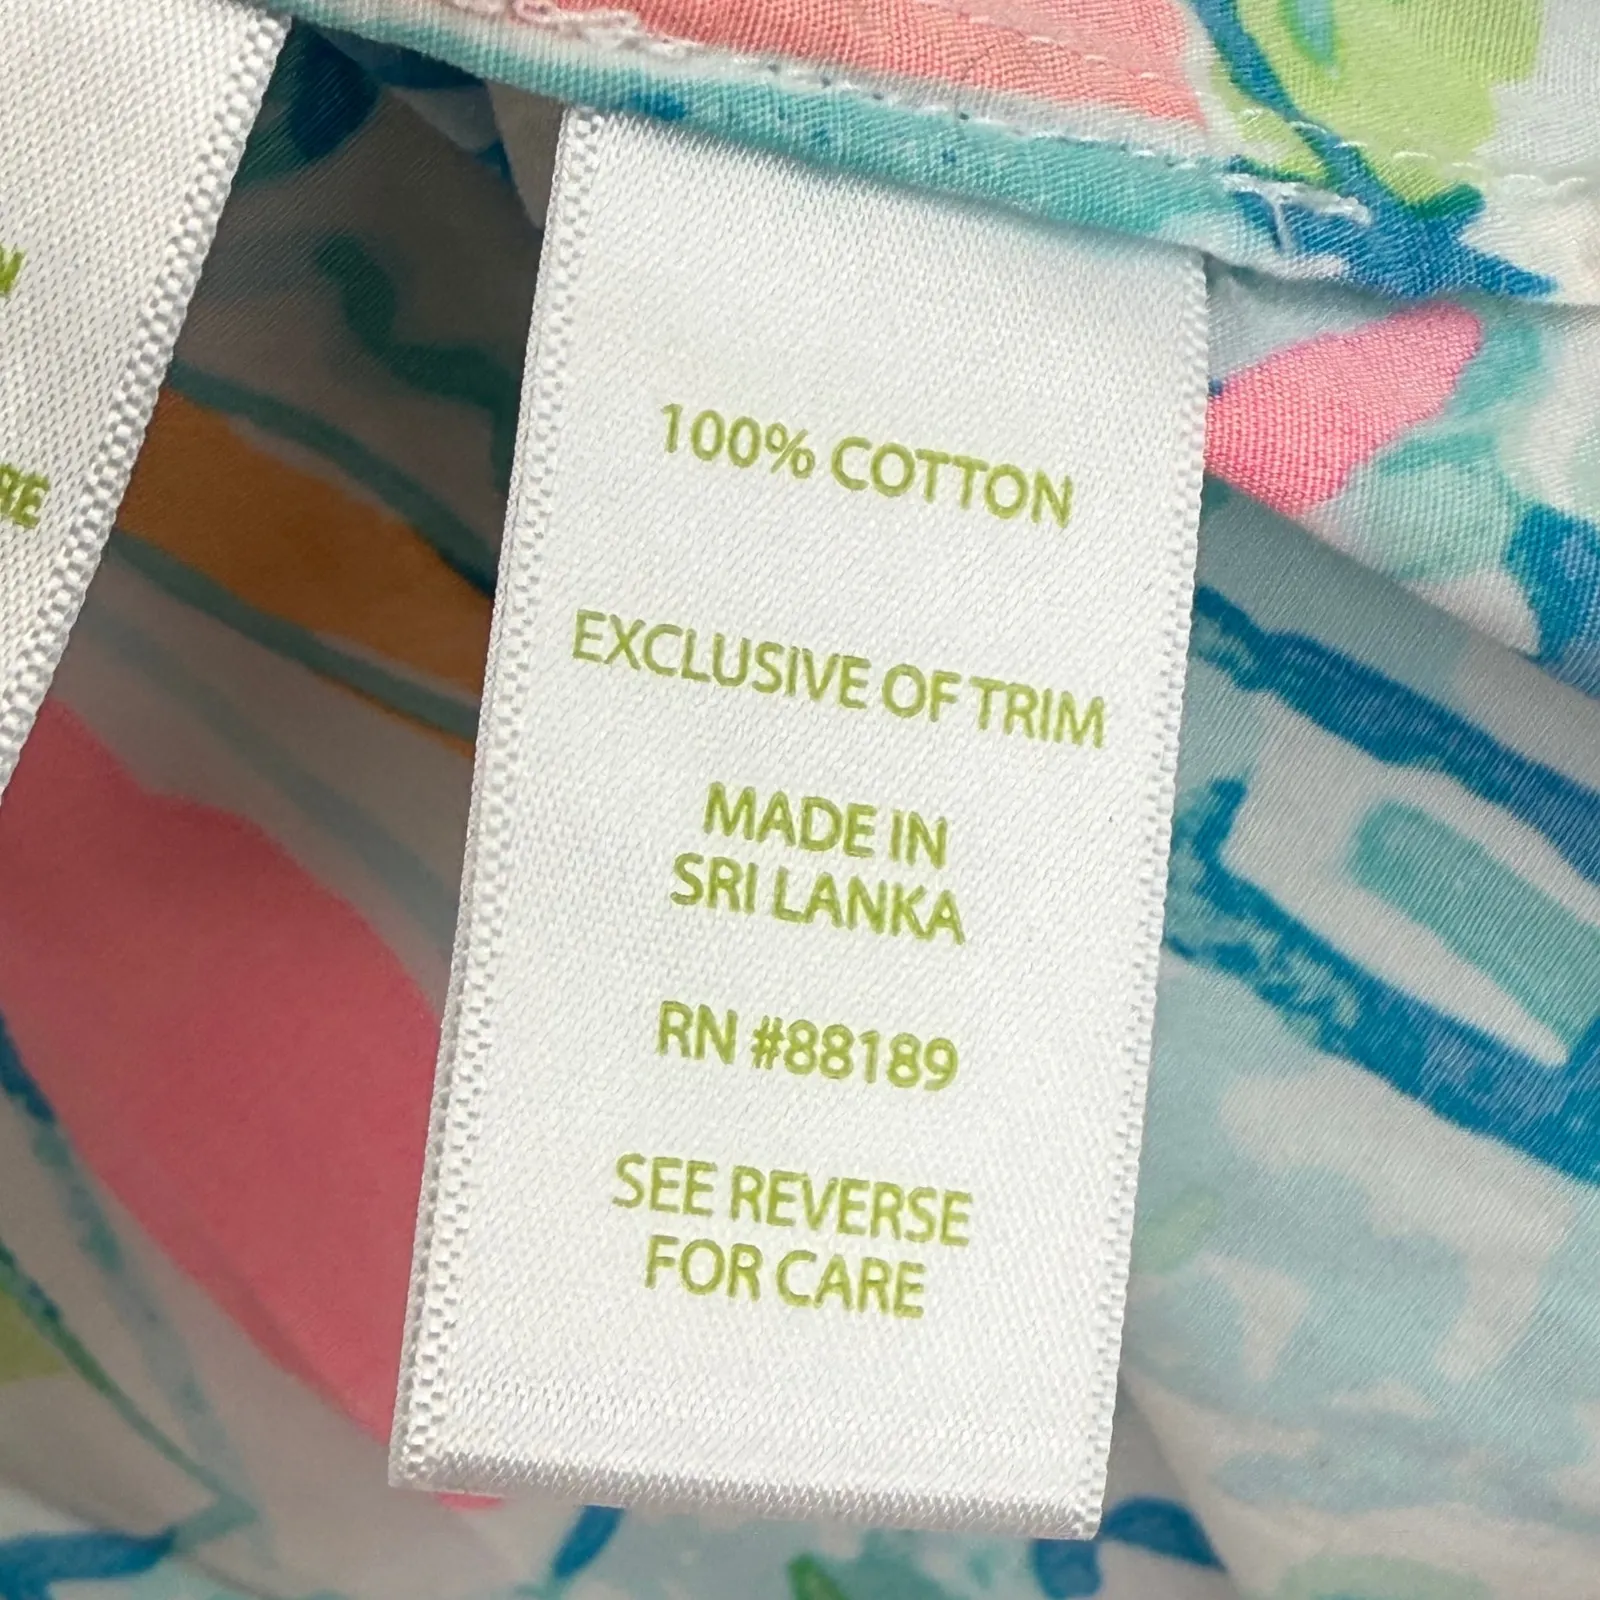 100% COTTON
EXCLUSIVE OF TRIM
MADE IN
SRI LANKA
RN #88189
SEE REVERSE
FOR CARE